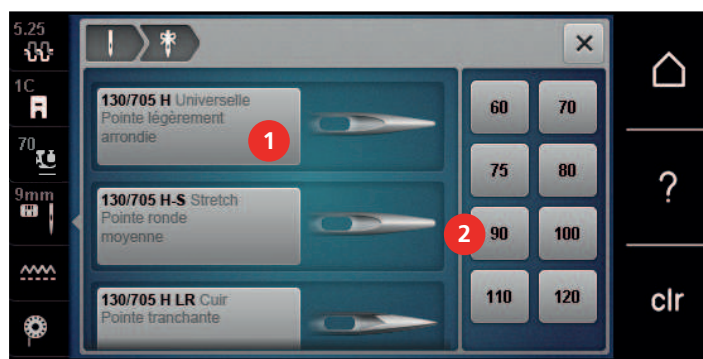 5.25
1C
70
9mm
130/705 H Universelle
Pointe légèrement
arrondie
1
130/705 H-S Stretch
Pointe ronde
moyenne
2
130/705 H LR Cuir
Pointe tranchante
60 70
75 80
90 100
110 120
?
clr